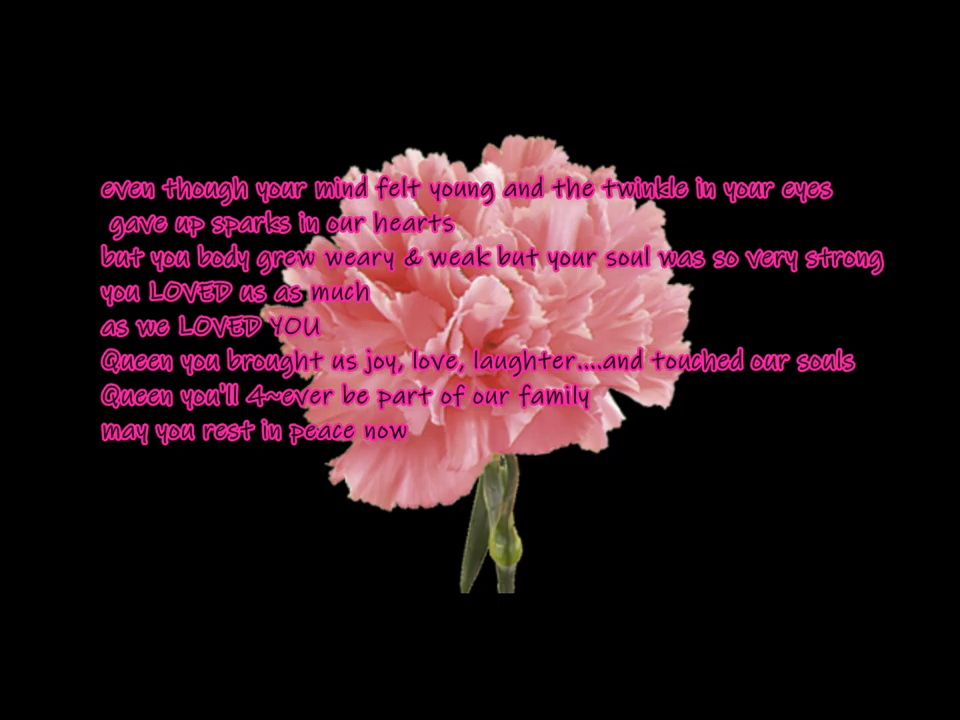 even though your mind felt young and the twinkle in your eyes
gave up sparks in our hearts
but you body grew weary & weak but your soul was so very strong
you LOVED us as much
as we LOVED YOU
Queen you brought us joy, love, laughter....and touched our souls
Queen you'll 4~ever be part of our family
may you rest in peace now